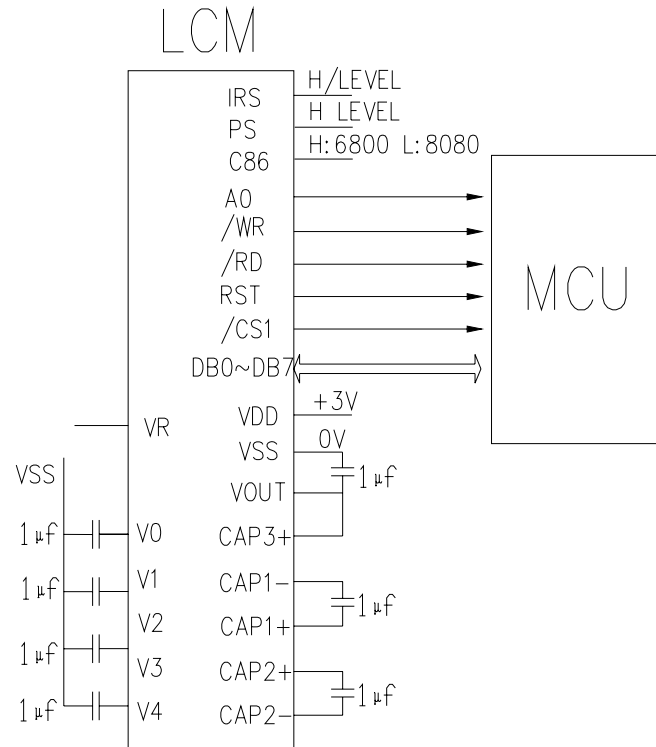 LCM
IRS H/LEVEL
PS H LEVEL
C86 H:6800 L:8080
A0
/WR
/RD
RST
/CS1
DB0~DB7
MCU
VDD +3V
VR
VSS 0V
VSS
1μf
VOUT
1μf V0
CAP3+
V1
CAP1-
1μf
1μf
V2
CAP1+
1μf
V3
CAP2+
1μf
1μf V4
CAP2-